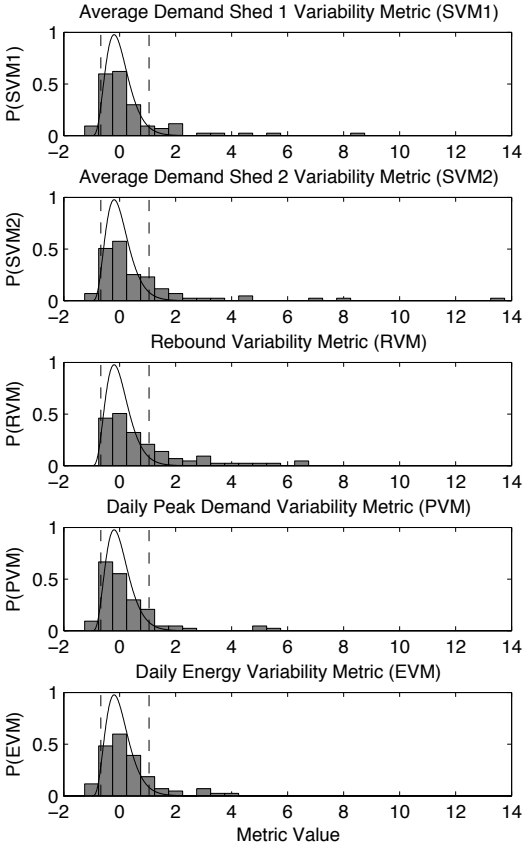 Average Demand Shed 1 Variability Metric (SVM1)
1
0.5
0
P(SVM1)
−2 0 2 4 6 8 10 12 14
Average Demand Shed 2 Variability Metric (SVM2)
1
0.5
0
P(SVM2)
−2 0 2 4 6 8 10 12 14
Rebound Variability Metric (RVM)
1
0.5
0
P(RVM)
−2 0 2 4 6 8 10 12 14
Daily Peak Demand Variability Metric (PVM)
1
0.5
0
P(PVM)
−2 0 2 4 6 8 10 12 14
Daily Energy Variability Metric (EVM)
1
0.5
0
P(EVM)
−2 0 2 4 6 8 10 12 14
Metric Value